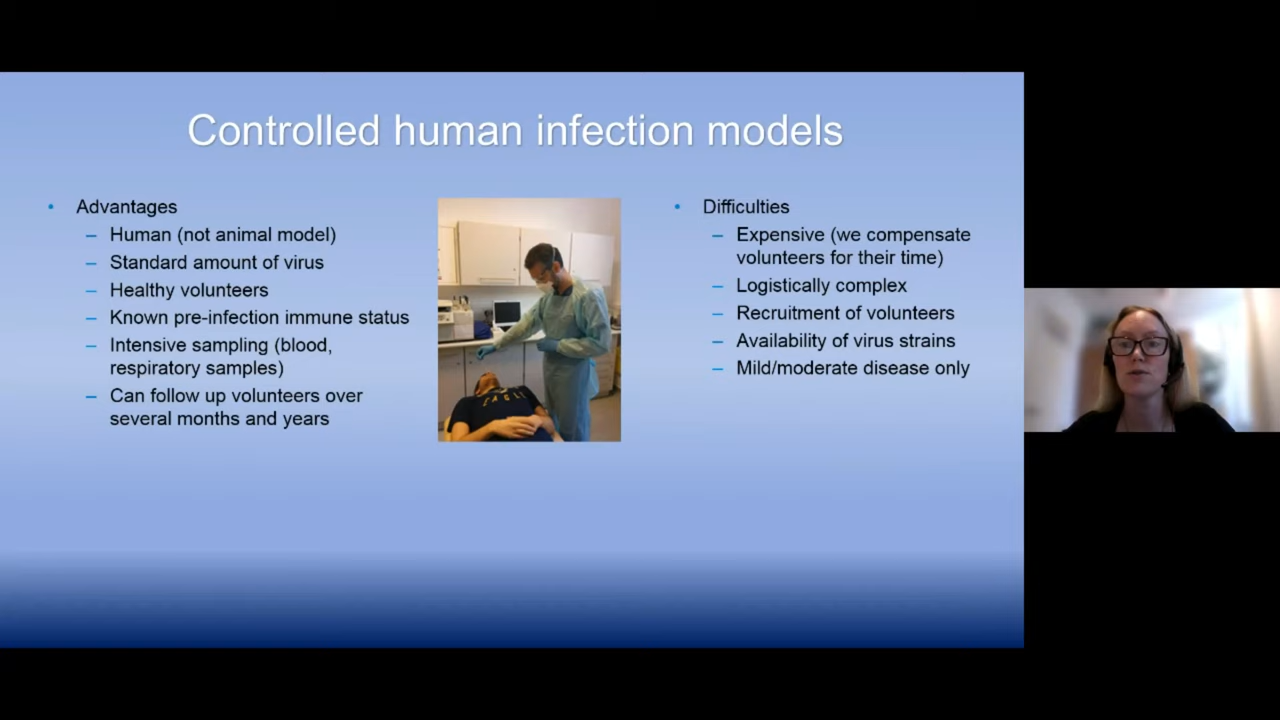 Controlled human infection models
• Advantages
– Human (not animal model)
– Standard amount of virus
– Healthy volunteers
– Known pre-infection immune status
– Intensive sampling (blood,
respiratory samples)
– Can follow up volunteers over
several months and years
EAGL
• Difficulties
– Expensive (we compensate
volunteers for their time)
– Logistically complex
– Recruitment of volunteers
– Availability of virus strains
– Mild/moderate disease only